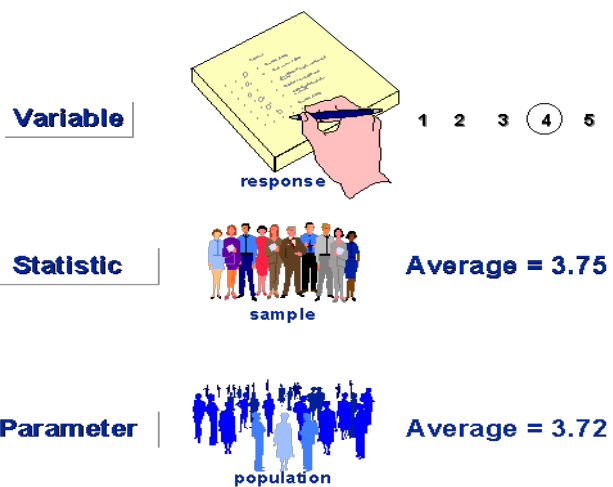 Variable
response
1 2 3 4 5
Statistic
sample
Average = 3.75
Parameter
population
Average = 3.72